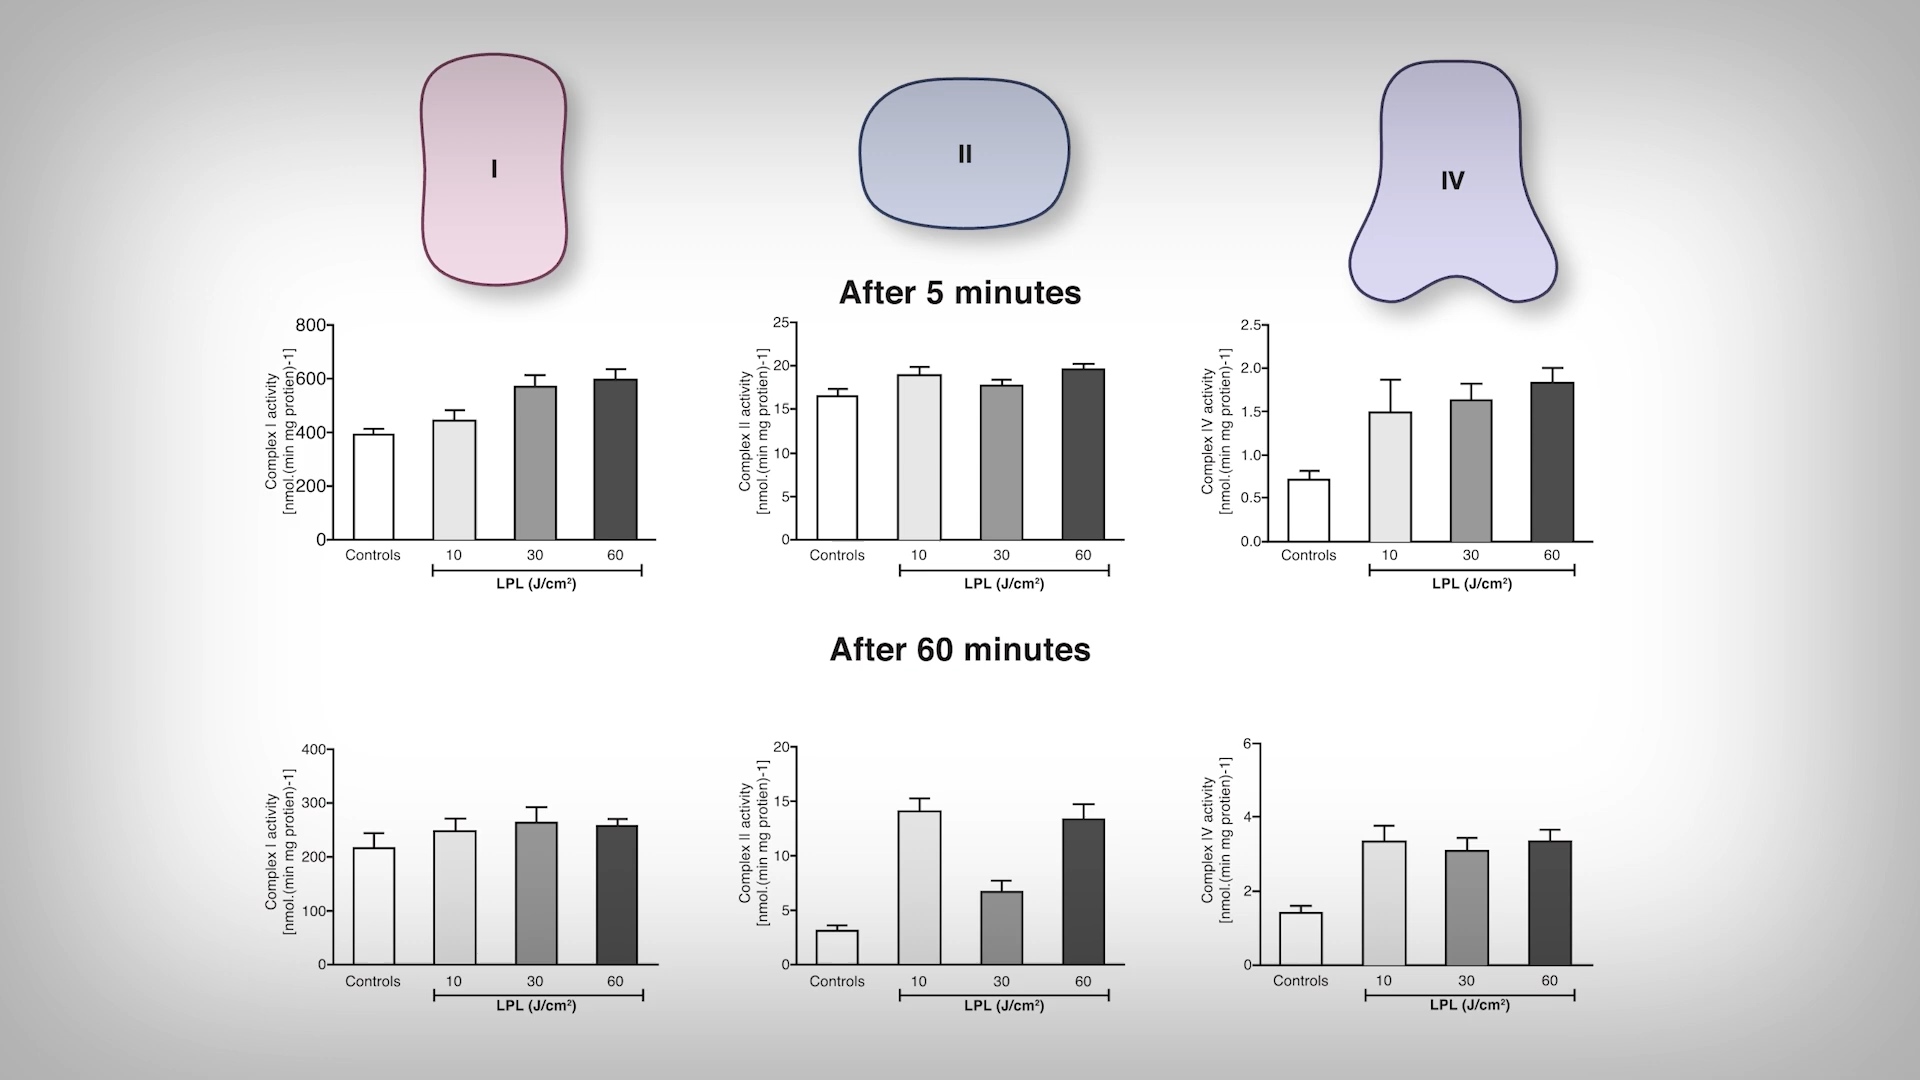 I
II
IV
After 5 minutes
Complex I activity
[nmol.(min mg protien)-1]
800
600
400
200
0
Controls 10 30 60
LPL (J/cm²)
Complex II activity
[nmol.(min mg protien)-1]
25
20
15
10
5
0
Controls 10 30 60
LPL (J/cm²)
Complex IV activity
[nmol.(min mg protien)-1]
2.5
2.0
1.5
1.0
0.5
0.0
Controls 10 30 60
LPL (J/cm²)
After 60 minutes
Complex I activity
[nmol.(min mg protien)-1]
400
300
200
100
0
Controls 10 30 60
LPL (J/cm²)
Complex II activity
[nmol.(min mg protien)-1]
20
15
10
5
0
Controls 10 30 60
LPL (J/cm²)
Complex IV activity
[nmol.(min mg protien)-1]
6
4
2
0
Controls 10 30 60
LPL (J/cm²)